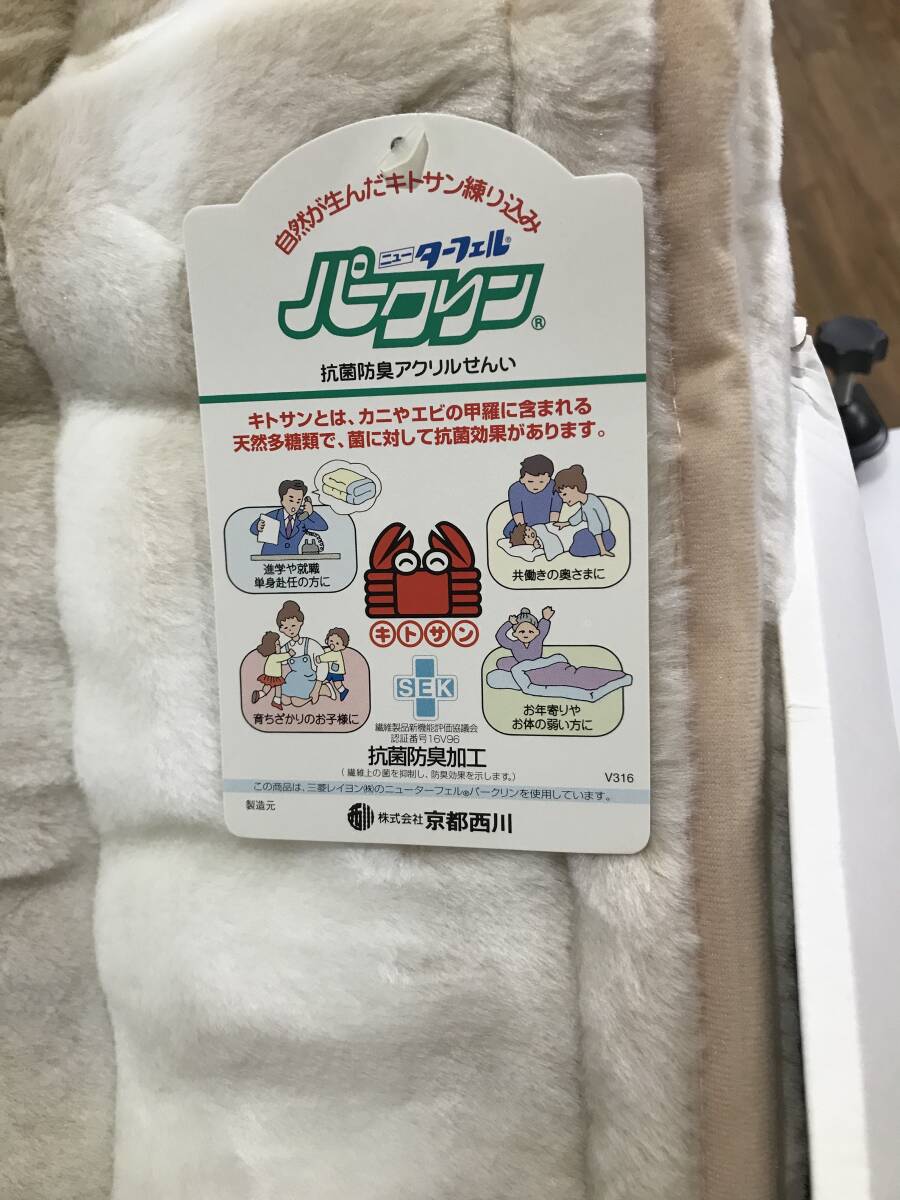 自然が生んだキトサン練り込み
ニューターフェル®
パークリン®
抗菌防臭アクリルせんい
キトサンとは、カニやエビの甲羅に含まれる
天然多糖類で、菌に対して抗菌効果があります。
進学や就職
単身赴任の方に
共働きの奥さまに
キトサン
育ちざかりのお子様に
お年寄りや
お体の弱い方に
SEK
繊維製品新機能評価協議会
認証番号16V96
抗菌防臭加工
(繊維上の菌を抑制し、防臭効果を示します。)
V316
この商品は、三菱レイヨン㈱のニューターフェル®パークリンを使用しています。
製造元
西川 株式会社 京都西川